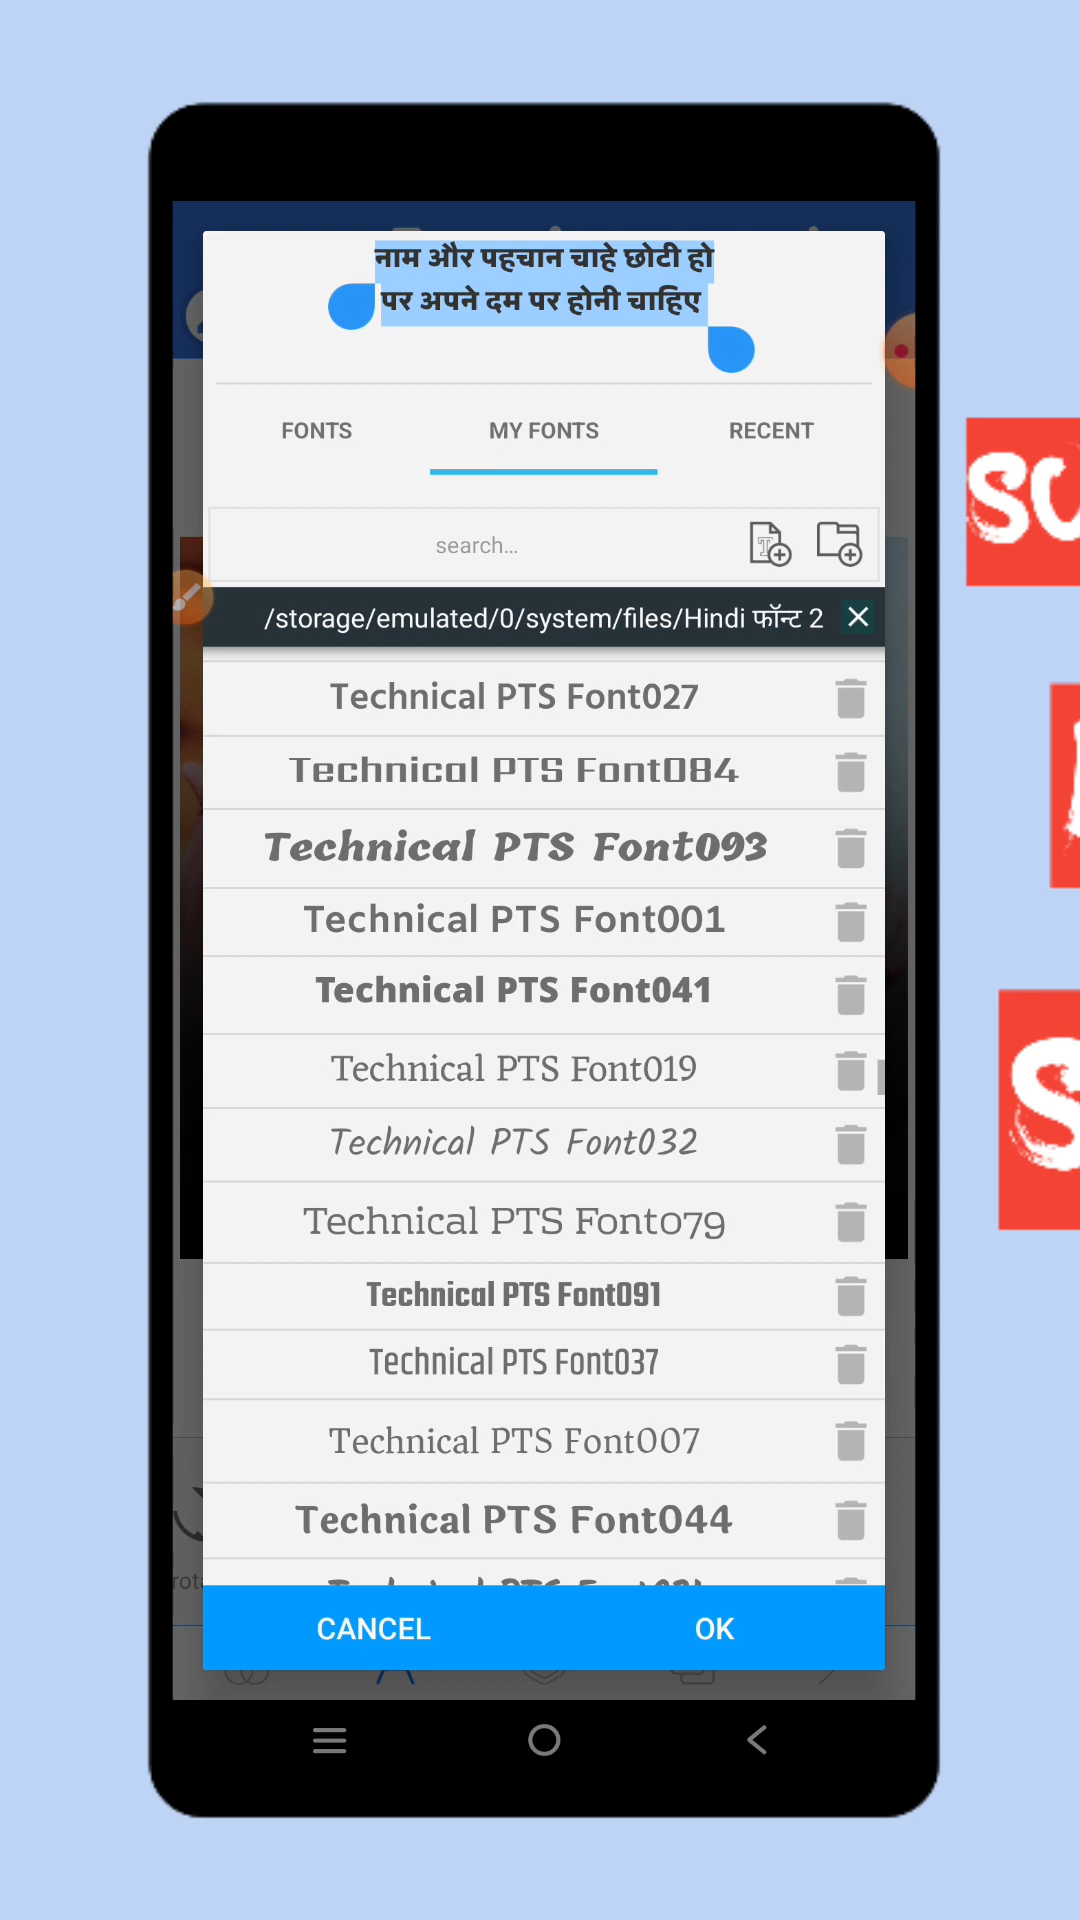 नाम और पहचान चाहे छोटी हो
पर अपने दम पर होनी चाहिए
FONTS MY FONTS RECENT
search...
/storage/emulated/0/system/files/Hindi फॉन्ट 2
Technical PTS Font027
Technical PTS Font084
Technical PTS Font093
Technical PTS Font001
Technical PTS Font041
Technical PTS Font019
Technical PTS Font032
Technical PTS Font079
Technical PTS Font091
Technical PTS Font037
Technical PTS Font007
Technical PTS Font044
CANCEL OK